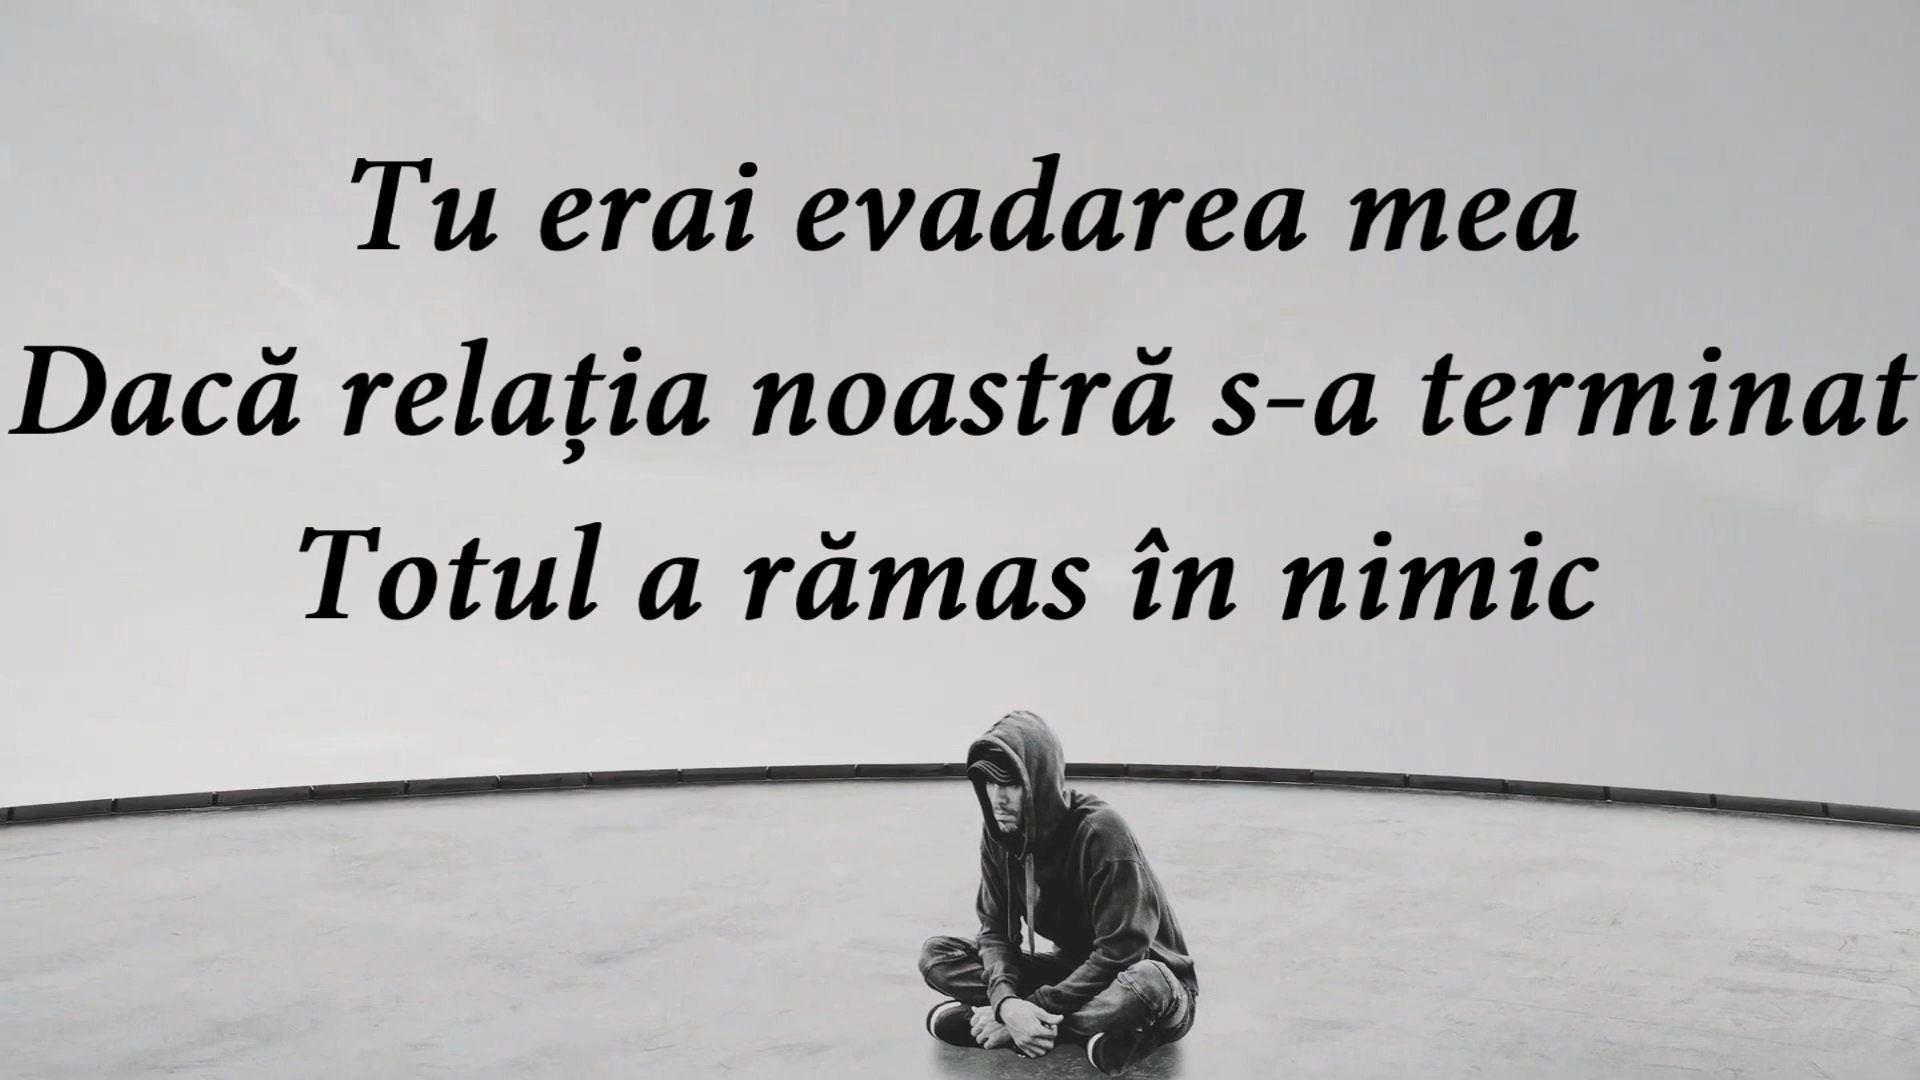 Tu erai evadarea mea
Dacă relația noastră s-a terminat
Totul a rămas în nimic